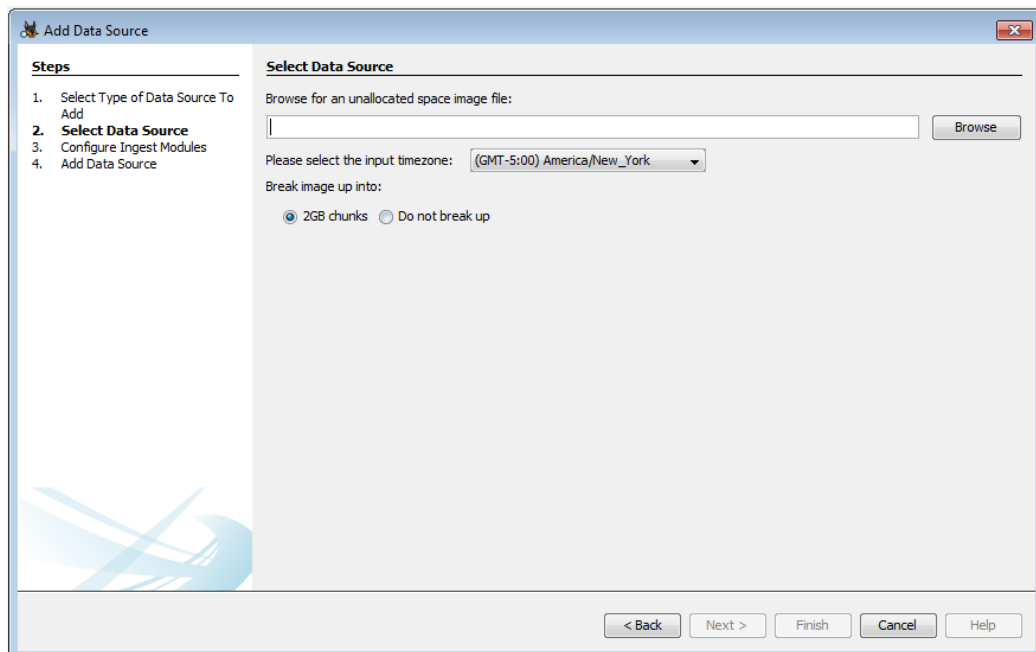 Add Data Source
Steps
1. Select Type of Data Source To
Add
2. Select Data Source
3. Configure Ingest Modules
4. Add Data Source
Select Data Source
Browse for an unallocated space image file:
Browse
Please select the input timezone: (GMT-5:00) America/New_York
Break image up into:
2GB chunks Do not break up
< Back Next > Finish Cancel Help